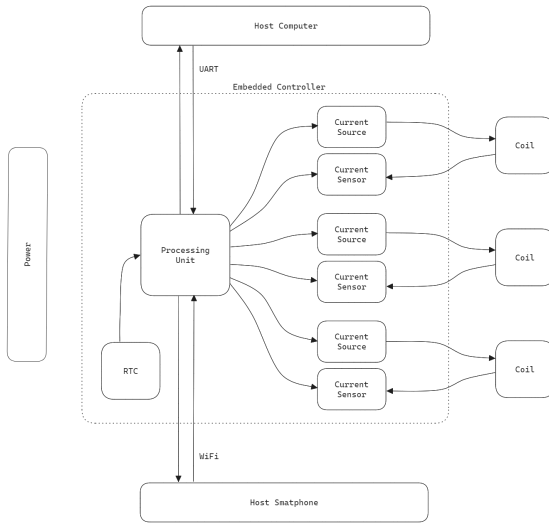 Host Computer
UART
Embedded Controller
Current
Source
Coil
Current
Sensor
Power
Processing
Unit
Current
Source
Coil
Current
Sensor
RTC
Current
Source
Coil
Current
Sensor
WiFi
Host Smatphone